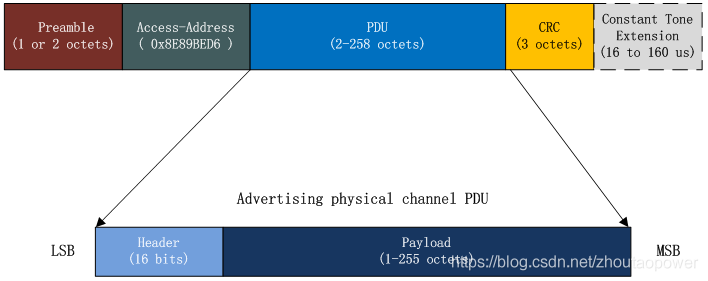 Preamble
(1 or 2 octets)
Access-Address
( 0x8E89BED6 )
PDU
(2-258 octets)
CRC
(3 octets)
Constant Tone
Extension
(16 to 160 us)
Advertising physical channel PDU
LSB
Header
(16 bits)
Payload
(1-255 octets)
MSB
https://blog.csdn.net/zhoutaopower